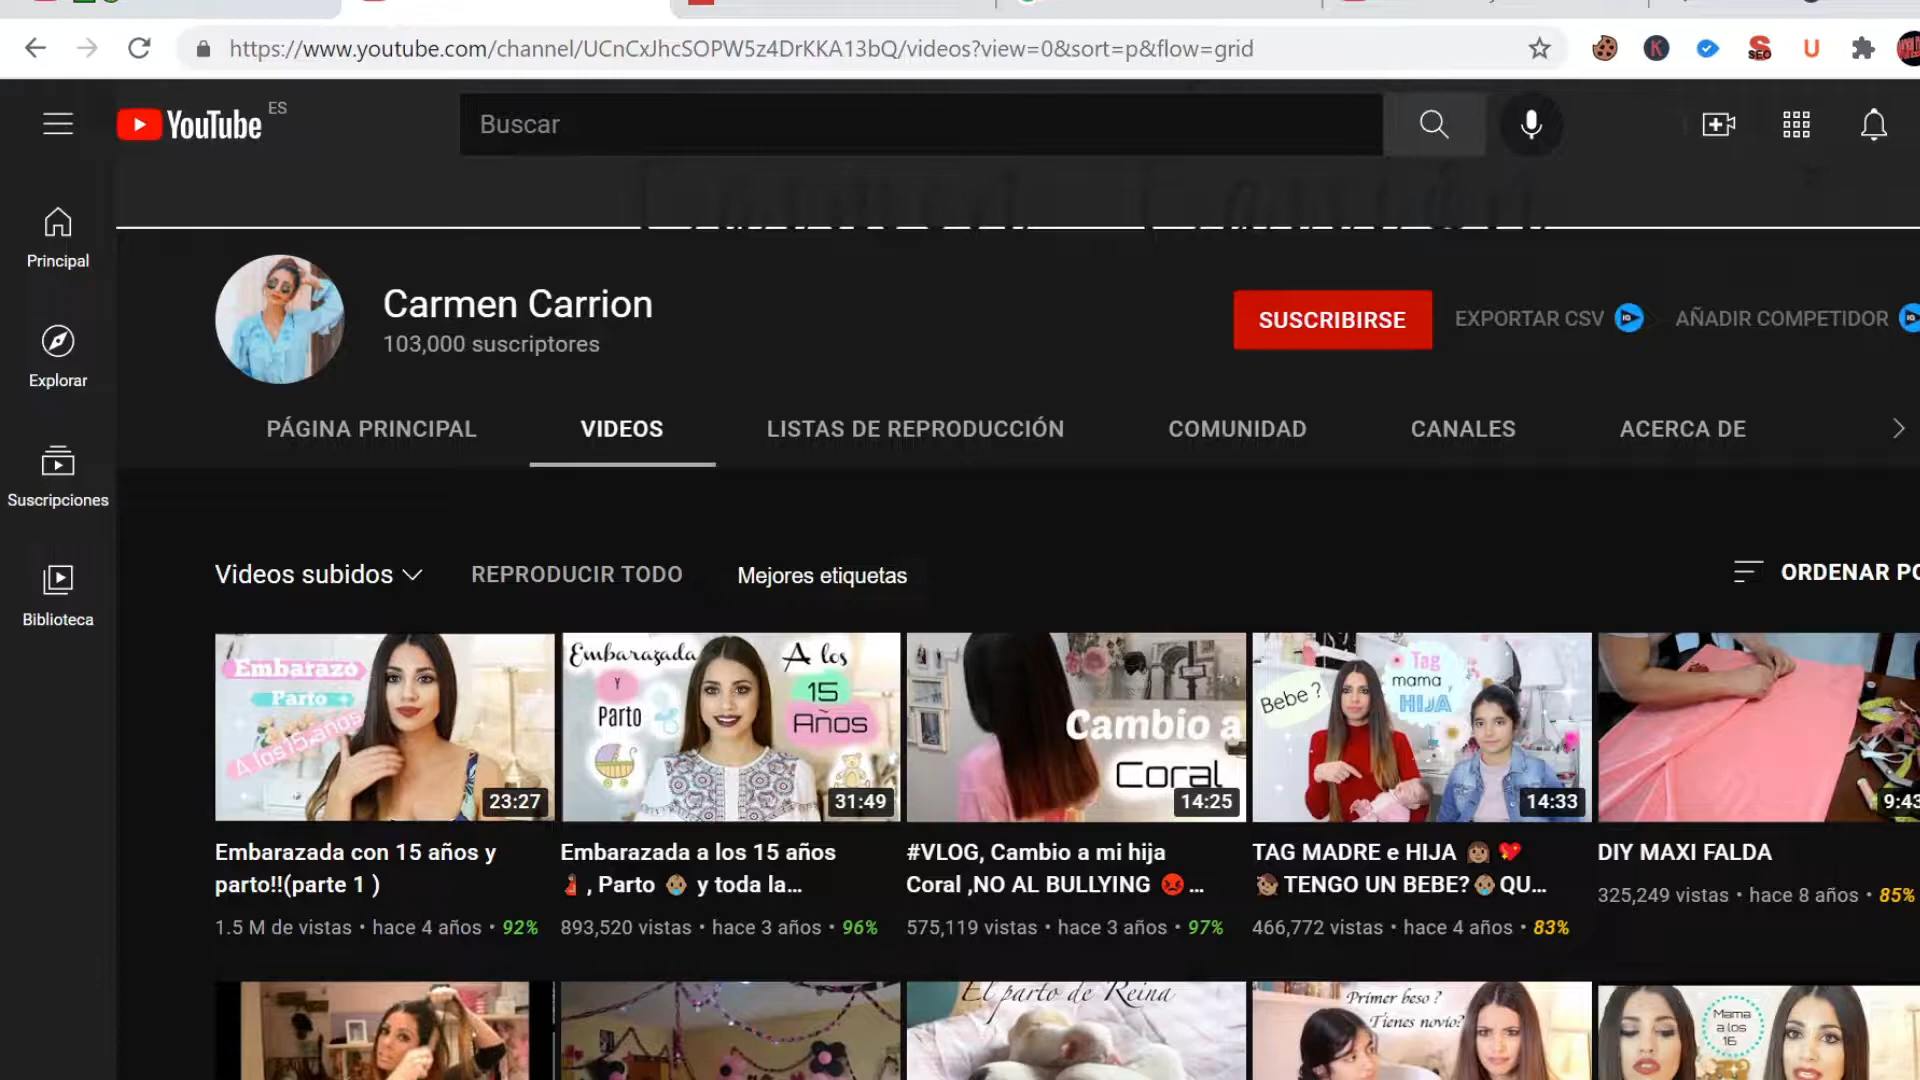 https://www.youtube.com/channel/UCnCxJhcSOPW5z4DrKKA13bQ/videos?view=0&sort=p&flow=grid
K
SEO
U
YouTube ES
Buscar
Principal
Explorar
Suscripciones
Biblioteca
Carmen Carrion
103,000 suscriptores
SUSCRIBIRSE
EXPORTAR CSV
AÑADIR COMPETIDOR
PÁGINA PRINCIPAL
VIDEOS
LISTAS DE REPRODUCCIÓN
COMUNIDAD
CANALES
ACERCA DE
Videos subidos
REPRODUCIR TODO
Mejores etiquetas
ORDENAR PO
Embarazo
Parto +
A los 15 años
23:27
Embarazada con 15 años y
parto!!(parte 1 )
1.5 M de vistas • hace 4 años • 92%
Embarazada
Y
Parto
A los
15
Años
31:49
Embarazada a los 15 años
, Parto 👶🏽 y toda la...
893,520 vistas • hace 3 años • 96%
Cambio a
Coral
14:25
#VLOG, Cambio a mi hija
Coral ,NO AL BULLYING 😡 ...
575,119 vistas • hace 3 años • 97%
Bebe ?
Tag
mama
y
HIJA
14:33
TAG MADRE e HIJA 👩🏽 💖
TENGO UN BEBE?👶🏽QU...
466,772 vistas • hace 4 años • 83%
9:43
DIY MAXI FALDA
325,249 vistas • hace 8 años • 85%
El parto de Reina
Primer beso ?
Tienes novio?
Mama
a los
16